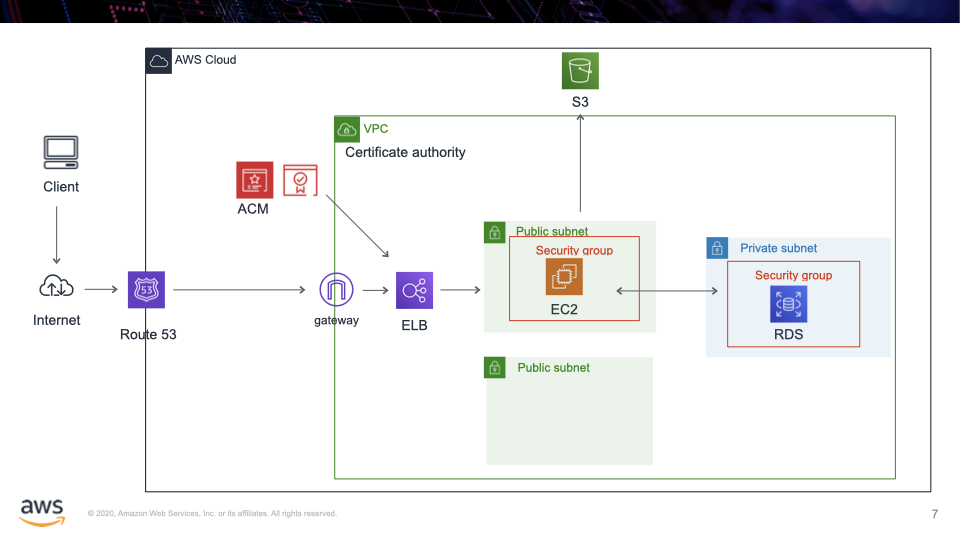 AWS Cloud
S3
VPC
Certificate authority
Client
ACM
Public subnet
Security group
EC2
Private subnet
Security group
RDS
53
Internet
Route 53
gateway
ELB
Public subnet
aws
© 2020, Amazon Web Services, Inc. or its affiliates. All rights reserved.
7